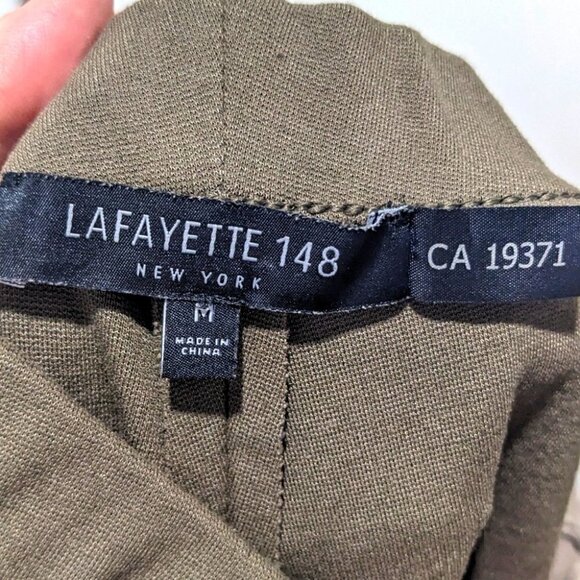 LAFAYETTE 148
NEW YORK
CA 19371
M
MADE IN
CHINA